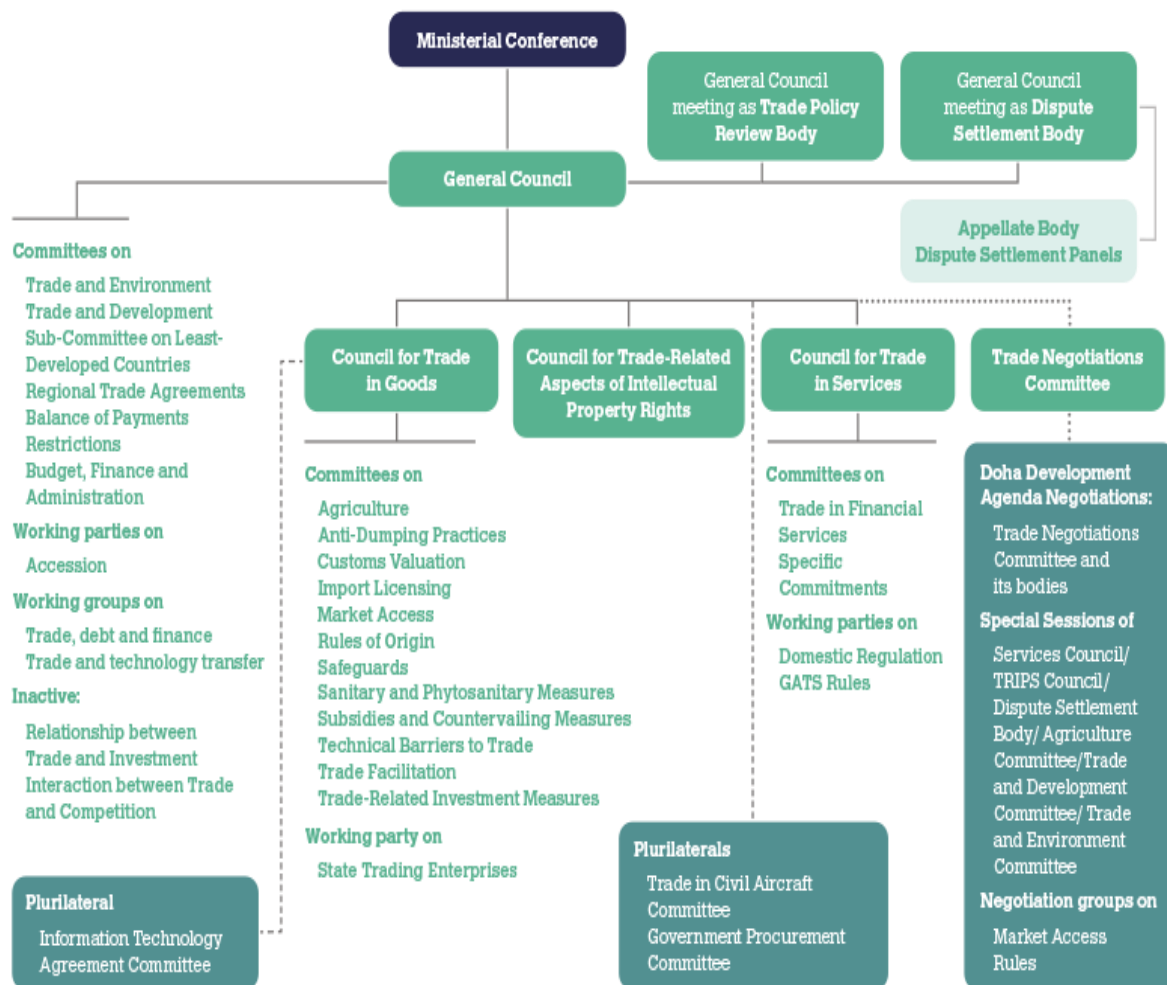 Ministerial Conference
General Council
meeting as Trade Policy
Review Body
General Council
meeting as Dispute
Settlement Body
General Council
Appellate Body
Dispute Settlement Panels
Committees on
Trade and Environment
Trade and Development
Sub-Committee on Least-
Developed Countries
Regional Trade Agreements
Balance of Payments
Restrictions
Budget, Finance and
Administration
Working parties on
Accession
Working groups on
Trade, debt and finance
Trade and technology transfer
Inactive:
Relationship between
Trade and Investment
Interaction between Trade
and Competition
Plurilateral
Information Technology
Agreement Committee
Council for Trade
in Goods
Committees on
Agriculture
Anti-Dumping Practices
Customs Valuation
Import Licensing
Market Access
Rules of Origin
Safeguards
Sanitary and Phytosanitary Measures
Subsidies and Countervailing Measures
Technical Barriers to Trade
Trade Facilitation
Trade-Related Investment Measures
Working party on
State Trading Enterprises
Council for Trade-Related
Aspects of Intellectual
Property Rights
Plurilaterals
Trade in Civil Aircraft
Committee
Government Procurement
Committee
Council for Trade
in Services
Committees on
Trade in Financial
Services
Specific
Commitments
Working parties on
Domestic Regulation
GATS Rules
Trade Negotiations
Committee
Doha Development
Agenda Negotiations:
Trade Negotiations
Committee and
its bodies
Special Sessions of
Services Council/
TRIPS Council/
Dispute Settlement
Body/ Agriculture
Committee/Trade
and Development
Committee/ Trade
and Environment
Committee
Negotiation groups on
Market Access
Rules